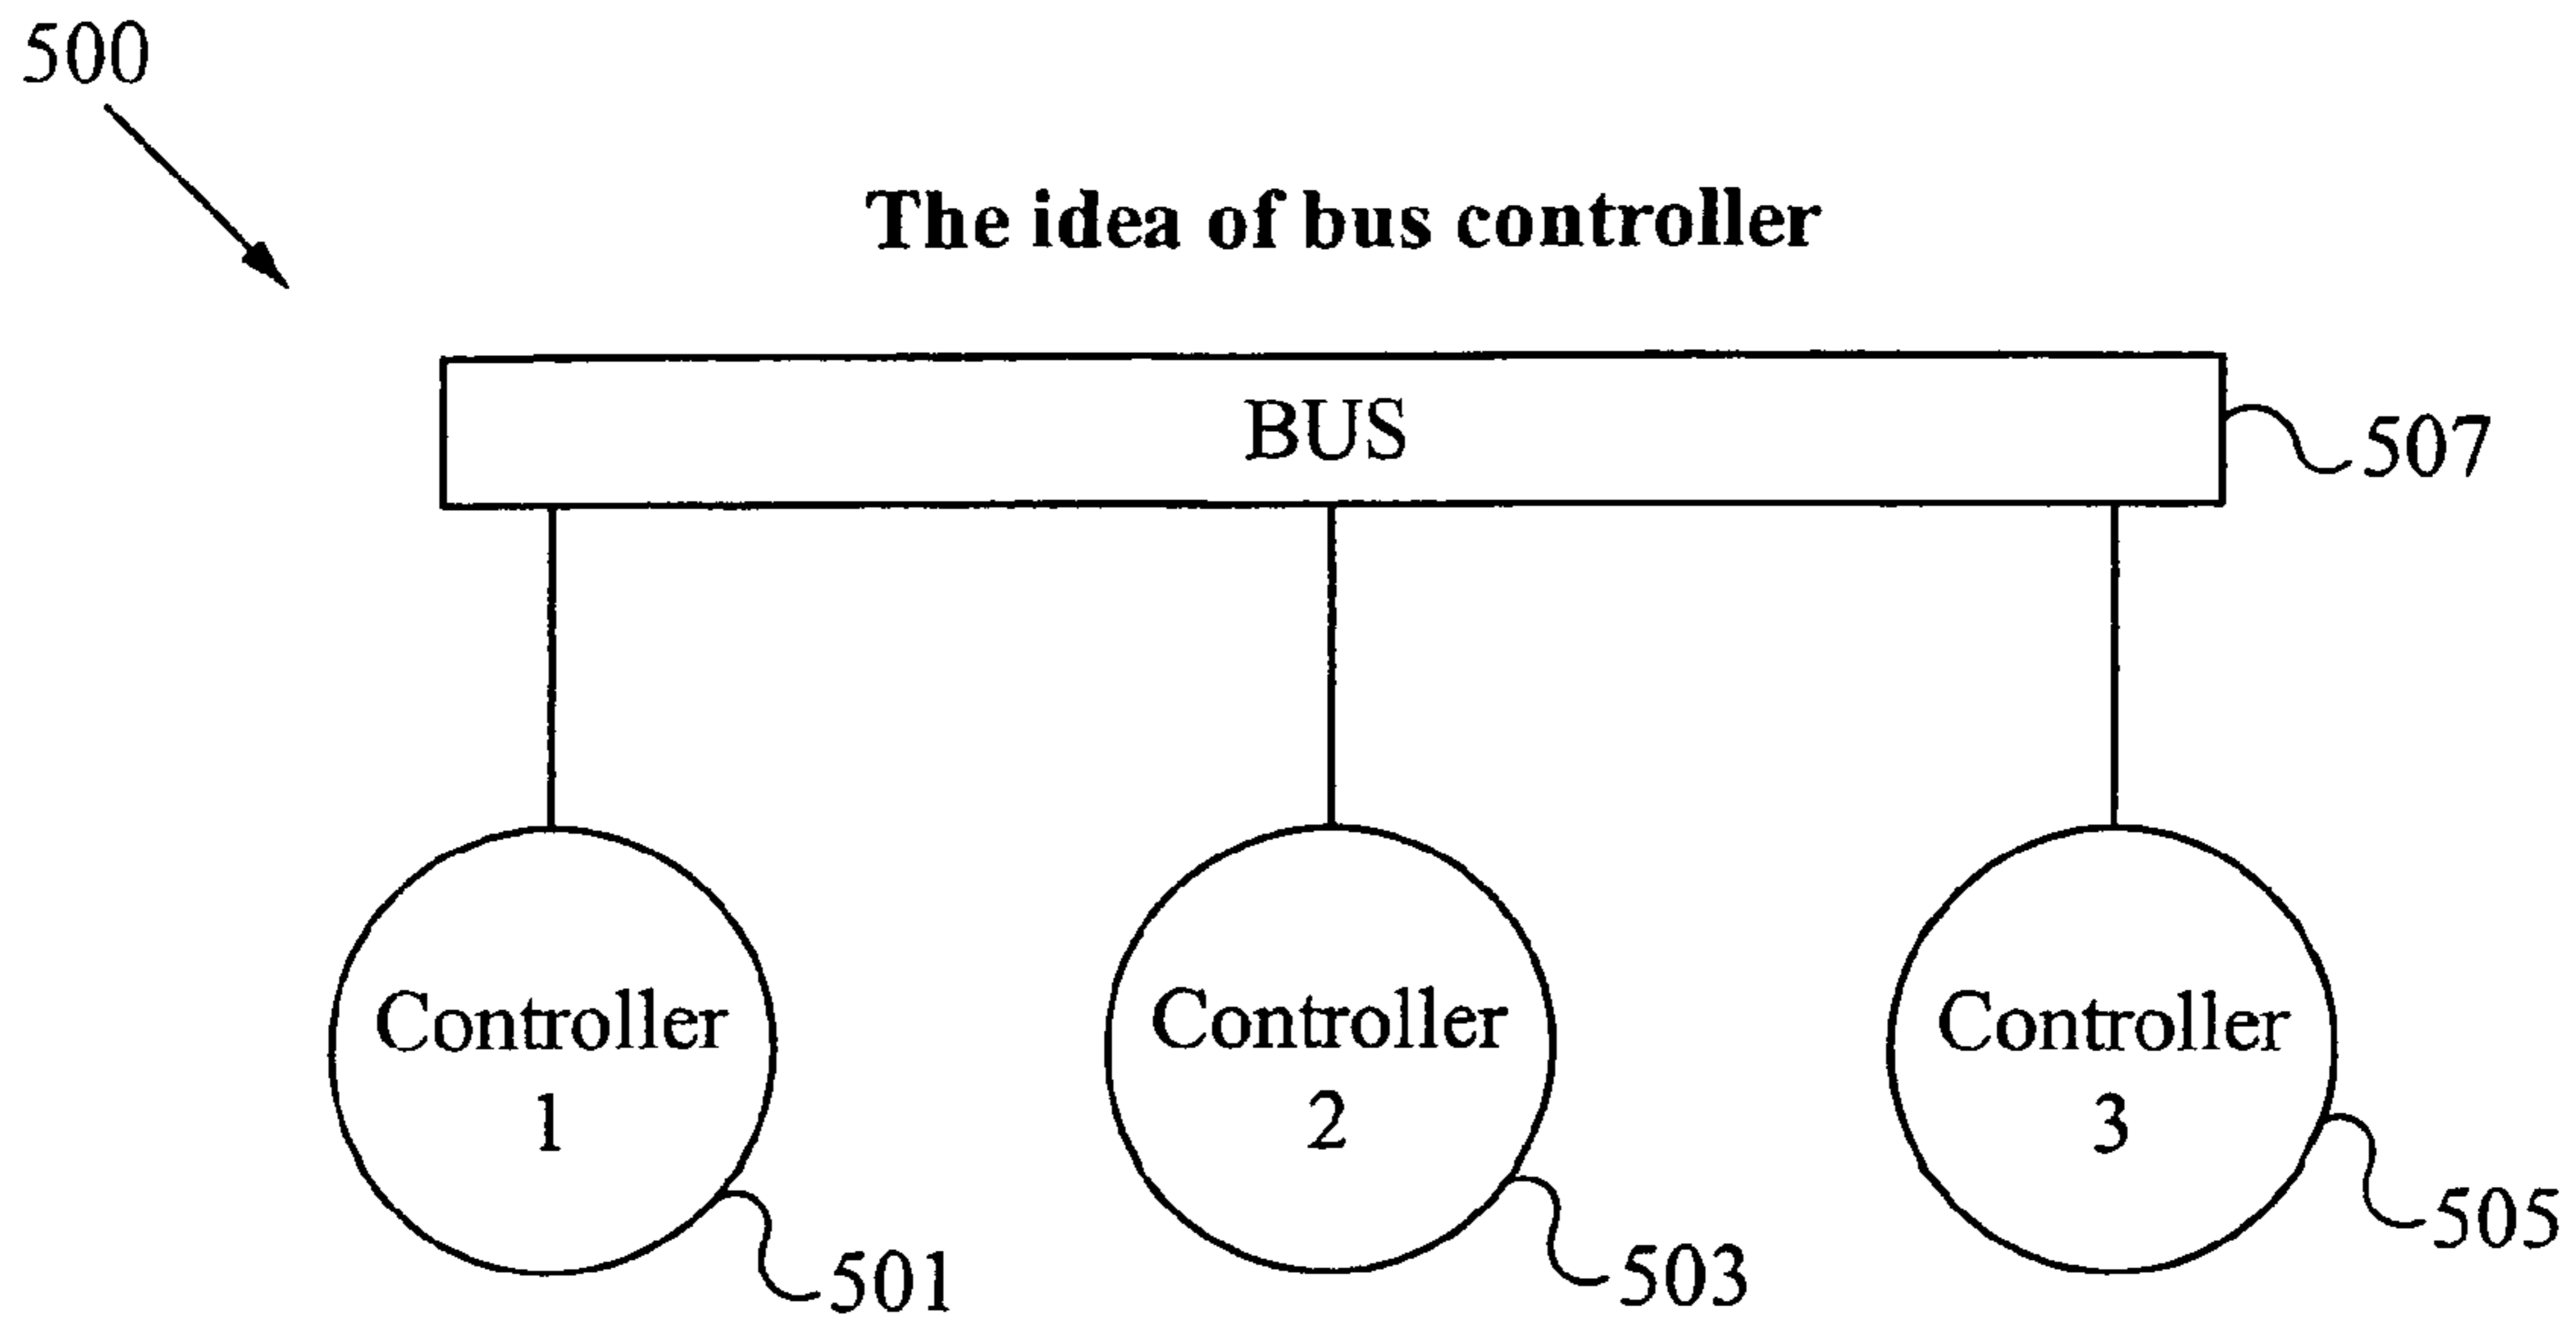 500
The idea of bus controller
BUS
507
Controller
1
Controller
2
Controller
3
501
503
505